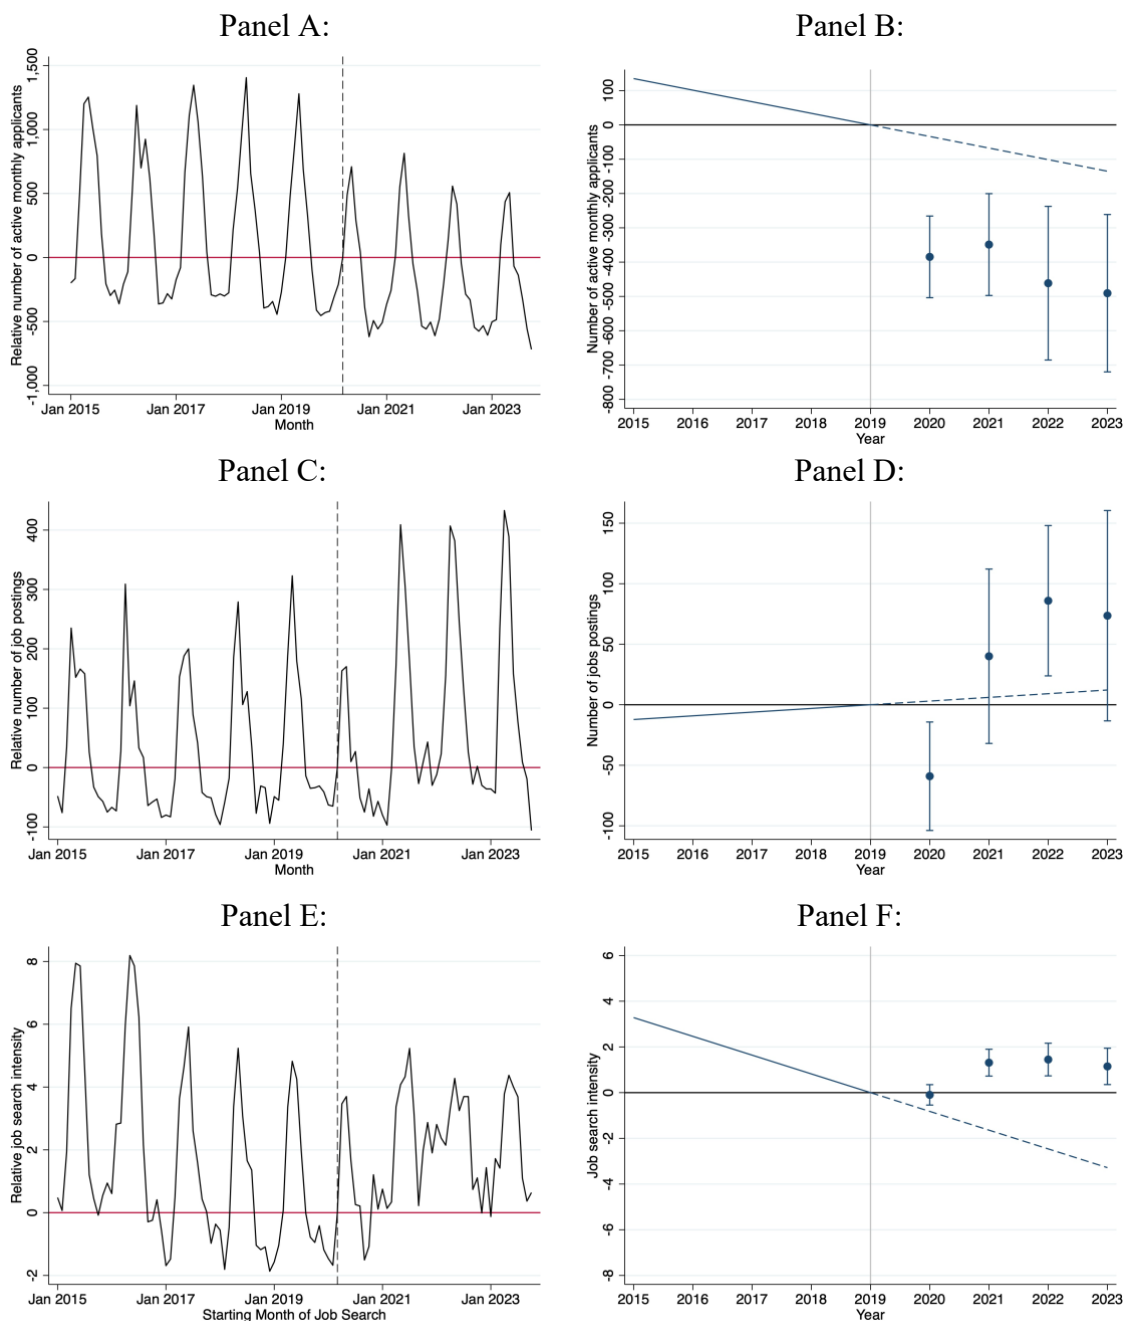 Panel A:
Relative number of active monthly applicants
1,500
1,000
500
0
-500
-1,000
Jan 2015 Jan 2017 Jan 2019 Jan 2021 Jan 2023
Month
Panel B:
Number of active monthly applicants
100
0
-100
-200
-300
-400
-500
-600
-700
-800
2015 2016 2017 2018 2019 2020 2021 2022 2023
Year
Panel C:
Relative number of job postings
400
300
200
100
0
-100
Jan 2015 Jan 2017 Jan 2019 Jan 2021 Jan 2023
Month
Panel D:
Number of jobs postings
150
100
50
0
-50
-100
2015 2016 2017 2018 2019 2020 2021 2022 2023
Year
Panel E:
Relative job search intensity
8
6
4
2
0
-2
Jan 2015 Jan 2017 Jan 2019 Jan 2021 Jan 2023
Starting Month of Job Search
Panel F:
Job search intensity
6
4
2
0
-2
-4
-6
-8
2015 2016 2017 2018 2019 2020 2021 2022 2023
Year